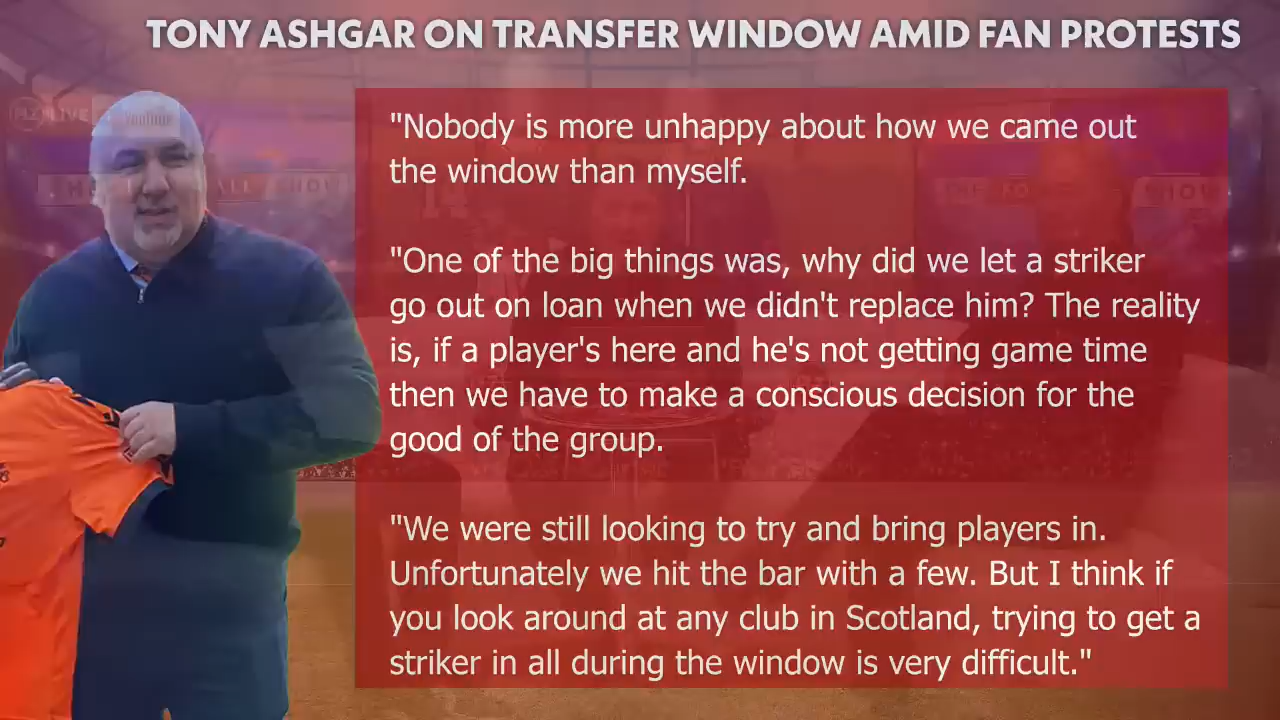 TONY ASHGAR ON TRANSFER WINDOW AMID FAN PROTESTS
"Nobody is more unhappy about how we came out
the window than myself.
"One of the big things was, why did we let a striker
go out on loan when we didn't replace him? The reality
is, if a player's here and he's not getting game time
then we have to make a conscious decision for the
good of the group.
"We were still looking to try and bring players in.
Unfortunately we hit the bar with a few. But I think if
you look around at any club in Scotland, trying to get a
striker in all during the window is very difficult."